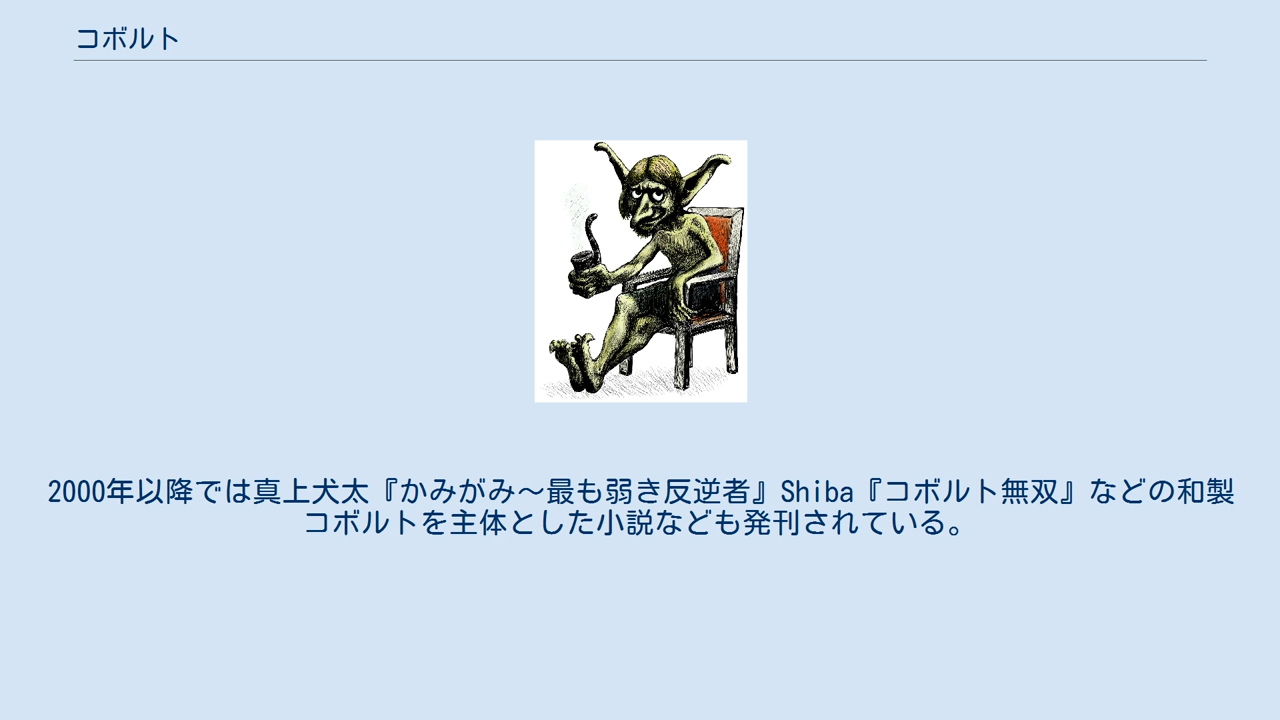 コボルト
2000年以降では真上犬太『かみがみ～最も弱き反逆者』Shiba『コボルト無双』などの和製
コボルトを主体とした小説なども発刊されている。